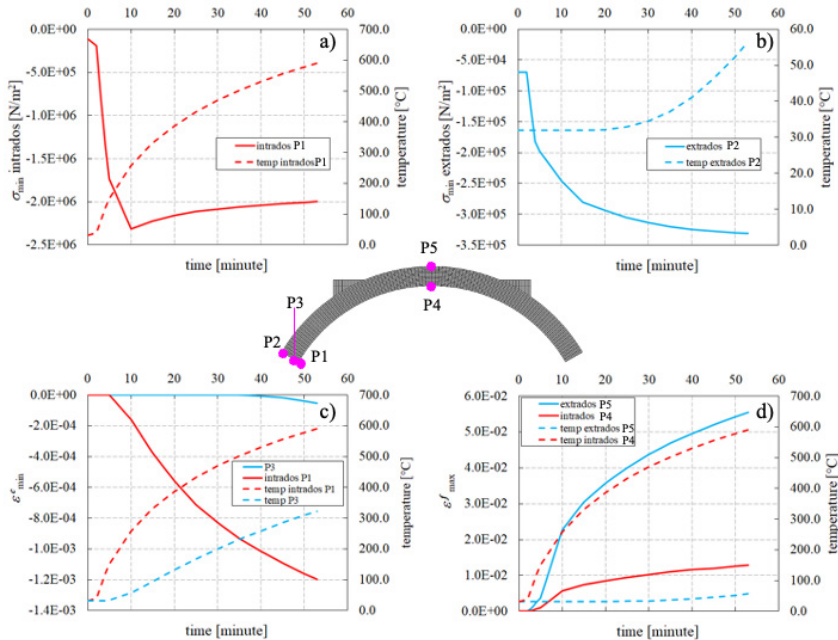 0 10 20 30 40 50 60
a)
0.0E+00
-5.0E+05
-1.0E+06
-1.5E+06
-2.0E+06
-2.5E+06
σmin intrados [N/m²]
intrados P1
temp intradosP1
700.0
600.0
500.0
400.0
300.0
200.0
100.0
0.0
temperature [°C]
time [minute]
0 10 20 30 40 50 60
b)
0.0E+00
-5.0E+04
-1.0E+05
-1.5E+05
-2.0E+05
-2.5E+05
-3.0E+05
-3.5E+05
σmin extrados [N/m²]
extrados P2
temp extrados P2
60.0
50.0
40.0
30.0
20.0
10.0
0.0
temperature [°C]
time [minute]
P5
P4
P3
P2
P1
0 10 20 30 40 50 60
c)
0.0E+00
-2.0E-04
-4.0E-04
-6.0E-04
-8.0E-04
-1.0E-03
-1.2E-03
-1.4E-03
εcmin
P3
intrados P1
temp intrados P1
temp P3
700.0
600.0
500.0
400.0
300.0
200.0
100.0
0.0
temperature [°C]
time [minute]
0 10 20 30 40 50 60
d)
6.0E-02
5.0E-02
4.0E-02
3.0E-02
2.0E-02
1.0E-02
0.0E+00
εfmax
extrados P5
intrados P4
temp extrados P5
temp intrados P4
700.0
600.0
500.0
400.0
300.0
200.0
100.0
0.0
temperature [°C]
time [minute]